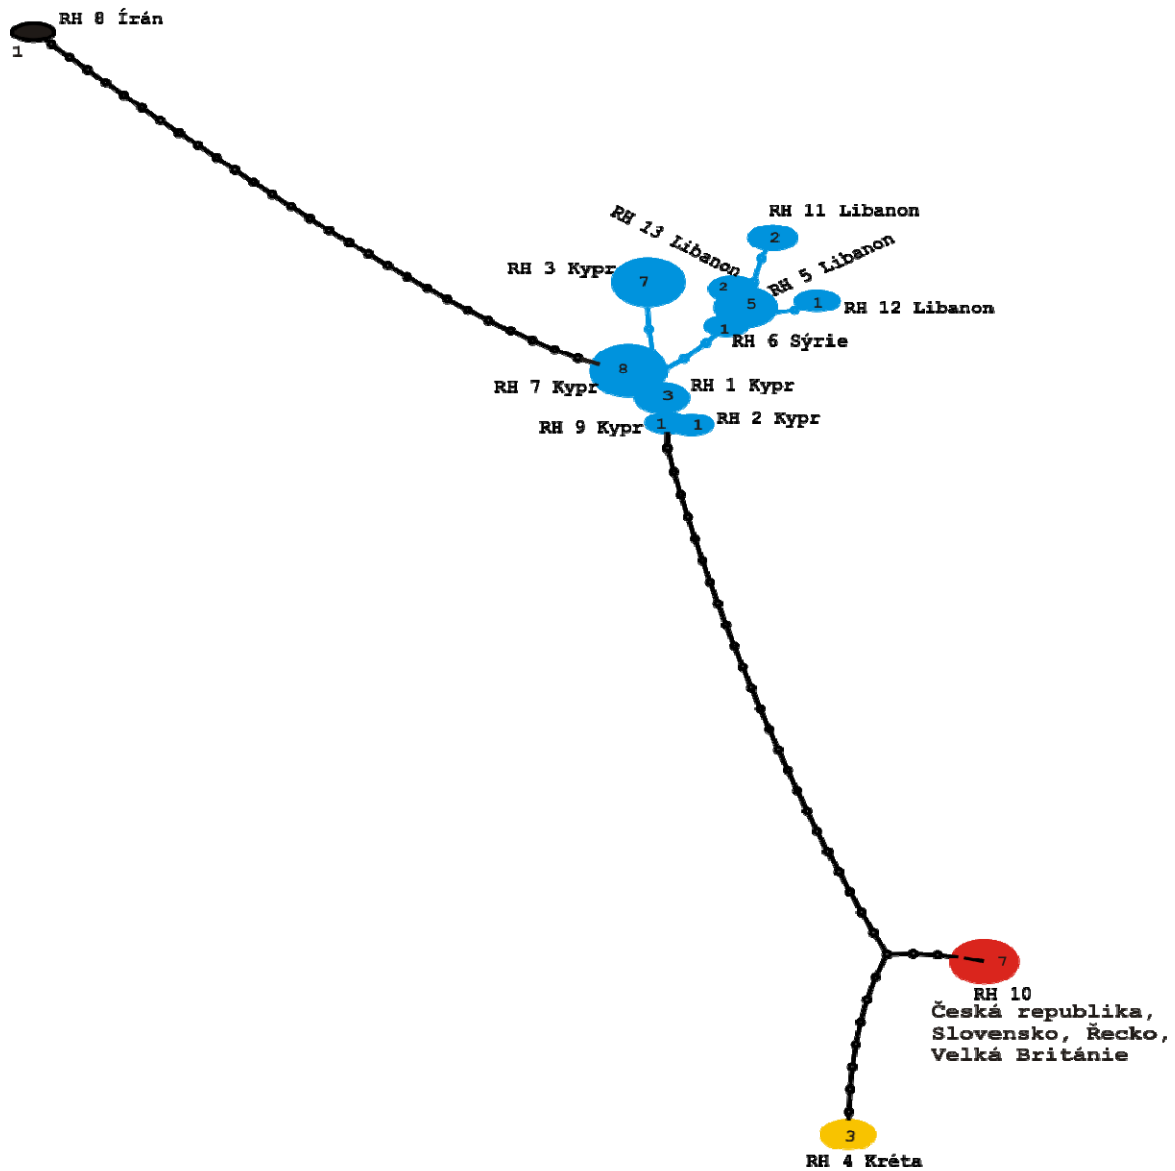 RH 8 Írán
1
RH 11 Libanon
2
RH 13 Libanon
RH 5 Libanon
RH 3 Kypr
7
2
5
1
RH 12 Libanon
1
RH 6 Sýrie
8
RH 7 Kypr
RH 1 Kypr
3
RH 9 Kypr
1
1
RH 2 Kypr
7
RH 10
Česká republika,
Slovensko, Řecko,
Velká Británie
3
RH 4 Kréta